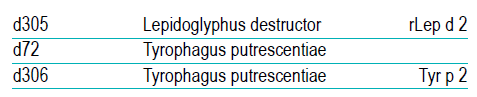 d305 Lepidoglyphus destructor rLep d 2
d72 Tyrophagus putrescentiae
d306 Tyrophagus putrescentiae Tyr p 2